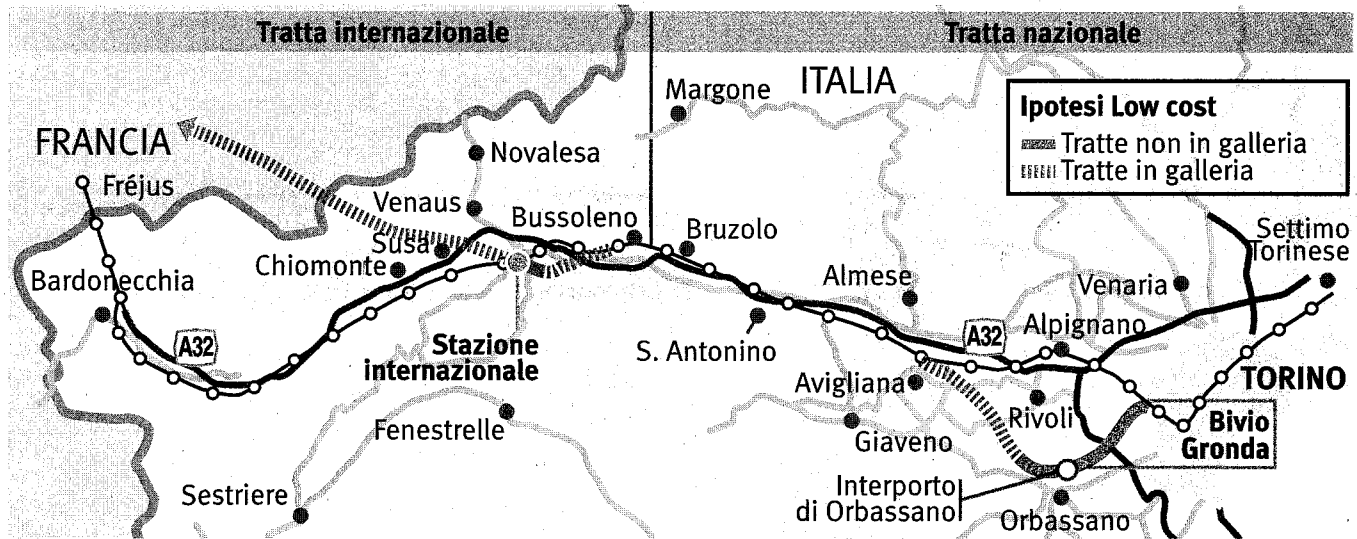 Tratta internazionale
Tratta nazionale
Margone
ITALIA
Ipotesi Low cost
Tratte non in galleria
Tratte in galleria
FRANCIA
Fréjus
Novalesa
Venaus
Bussoleno
Susa
Bruzolo
Settimo
Torinese
Chiomonte
Bardonecchia
Almese
Venaria
A32
Stazione
internazionale
S. Antonino
A32
Alpignano
Avigliana
TORINO
Rivoli
Fenestrelle
Giaveno
Bivio
Gronda
Sestriere
Interporto
di Orbassano
Orbassano